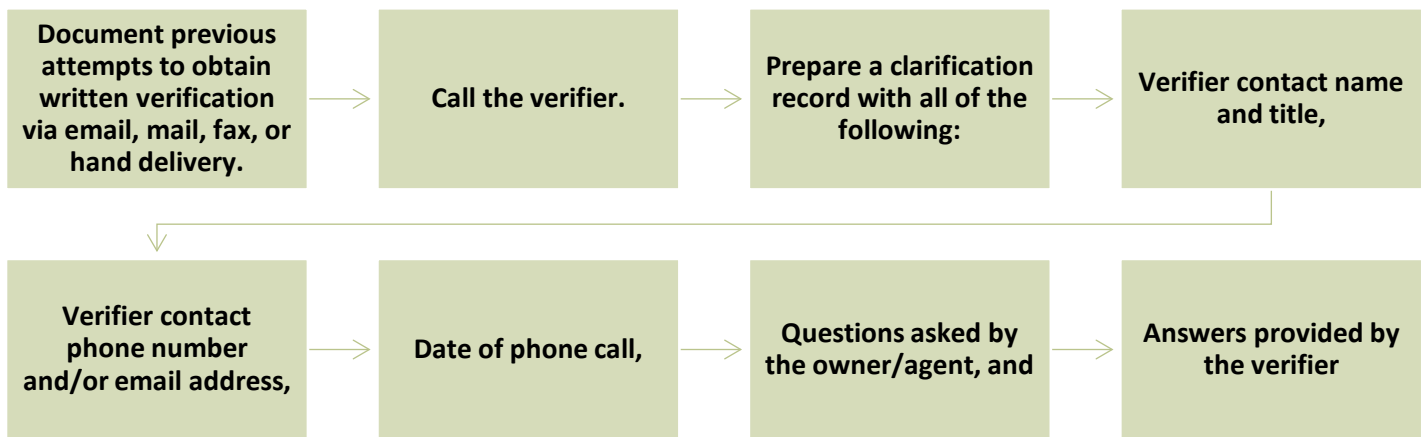 Document previous
attempts to obtain
written verification
via email, mail, fax, or
hand delivery.
Call the verifier.
Prepare a clarification
record with all of the
following:
Verifier contact name
and title,
Verifier contact
phone number
and/or email address,
Date of phone call,
Questions asked by
the owner/agent, and
Answers provided by
the verifier